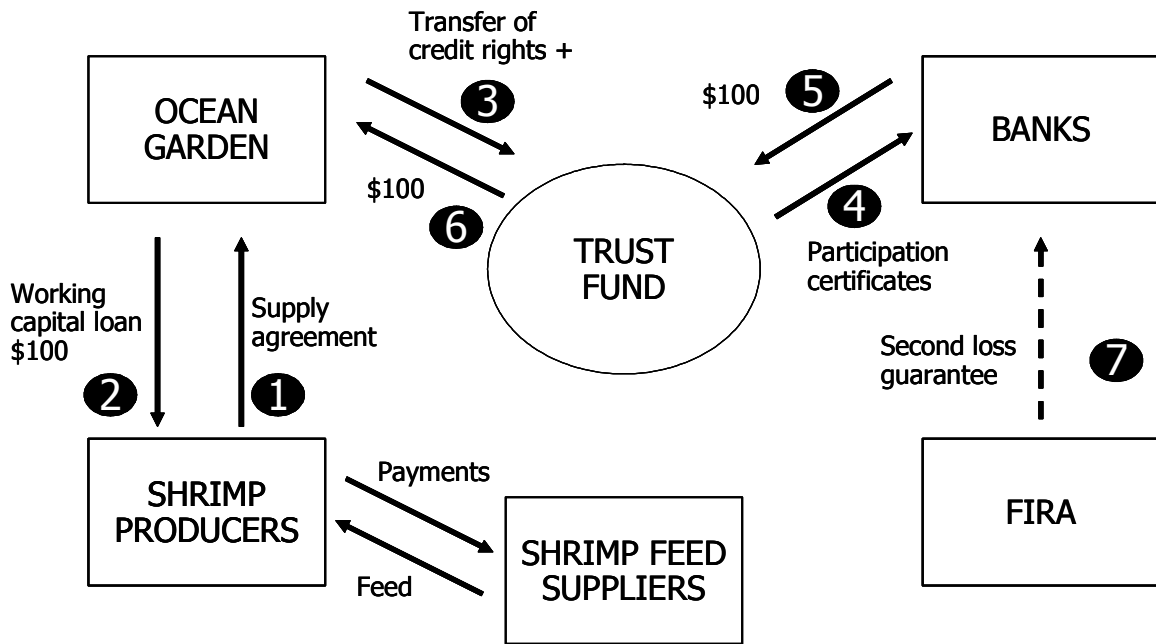 Transfer of
credit rights +
3
OCEAN
GARDEN
$100
5
BANKS
$100
6
4
TRUST
FUND
Participation
certificates
Working
capital loan
$100
2
Supply
agreement
1
Second loss
guarantee
7
SHRIMP
PRODUCERS
Payments
Feed
SHRIMP FEED
SUPPLIERS
FIRA